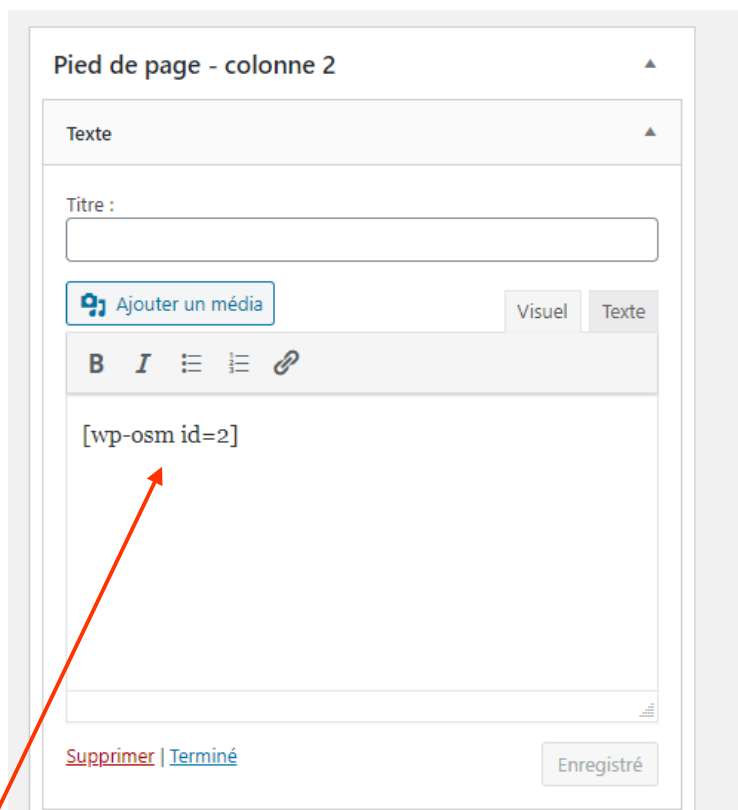 Pied de page - colonne 2
Texte
Titre :
Ajouter un média
Visuel Texte
B I
[wp-osm id=2]
Supprimer | Terminé
Enregistré